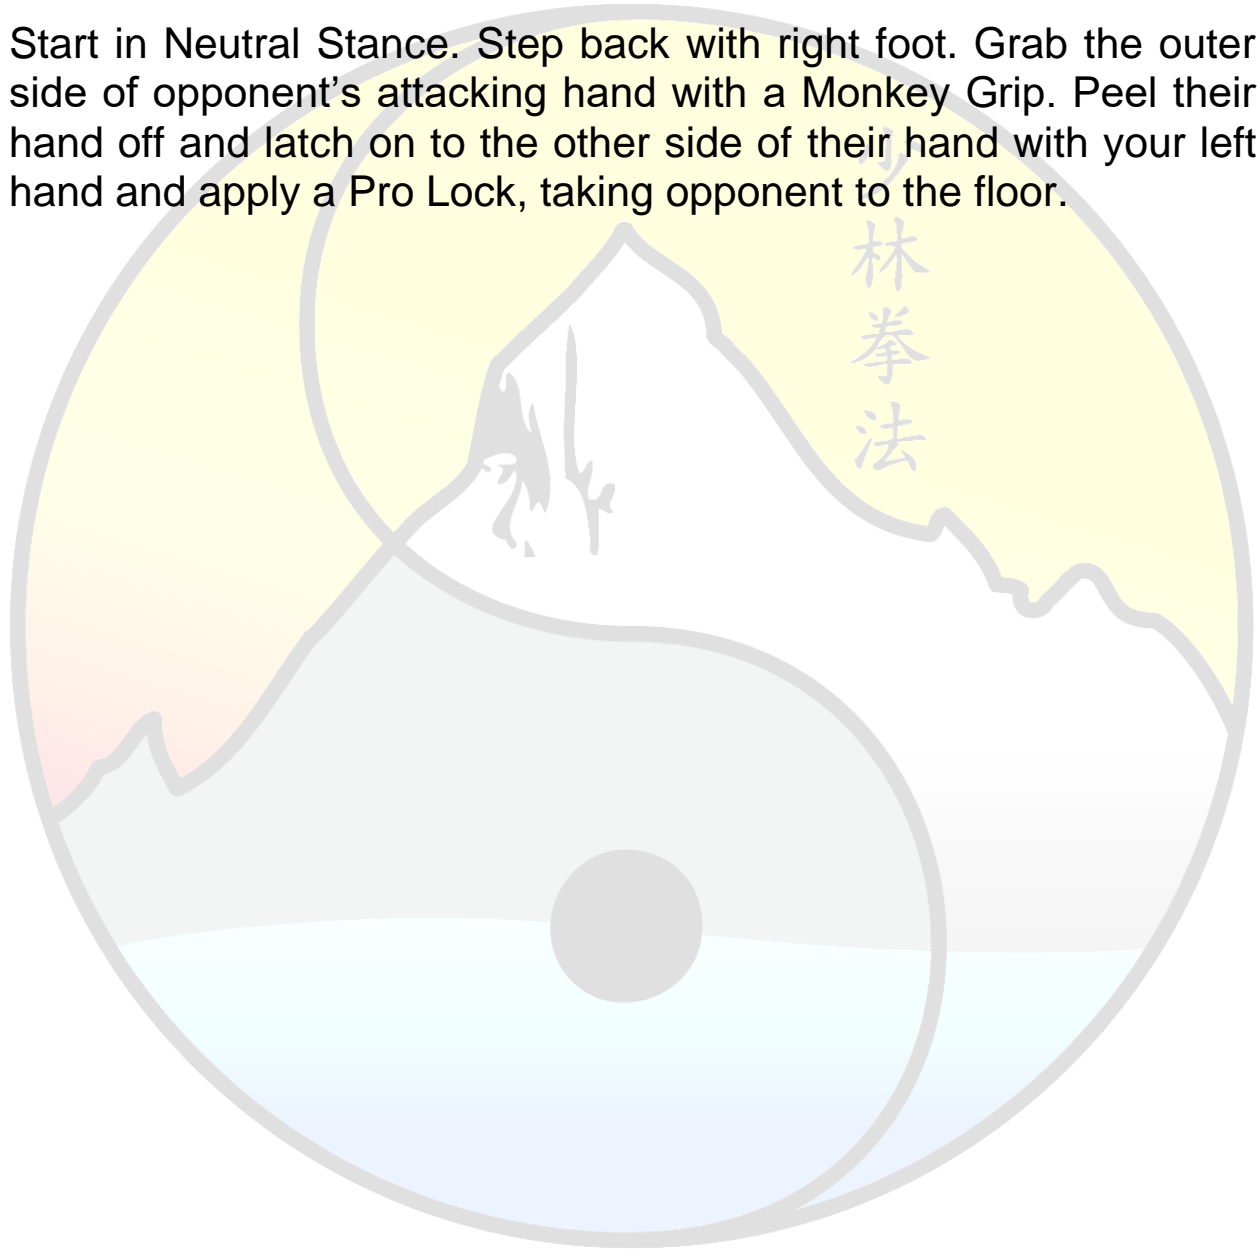 Start in Neutral Stance. Step back with right foot. Grab the outer
side of opponent’s attacking hand with a Monkey Grip. Peel their
hand off and latch on to the other side of their hand with your left
hand and apply a Pro Lock, taking opponent to the floor.
少
林
拳
法